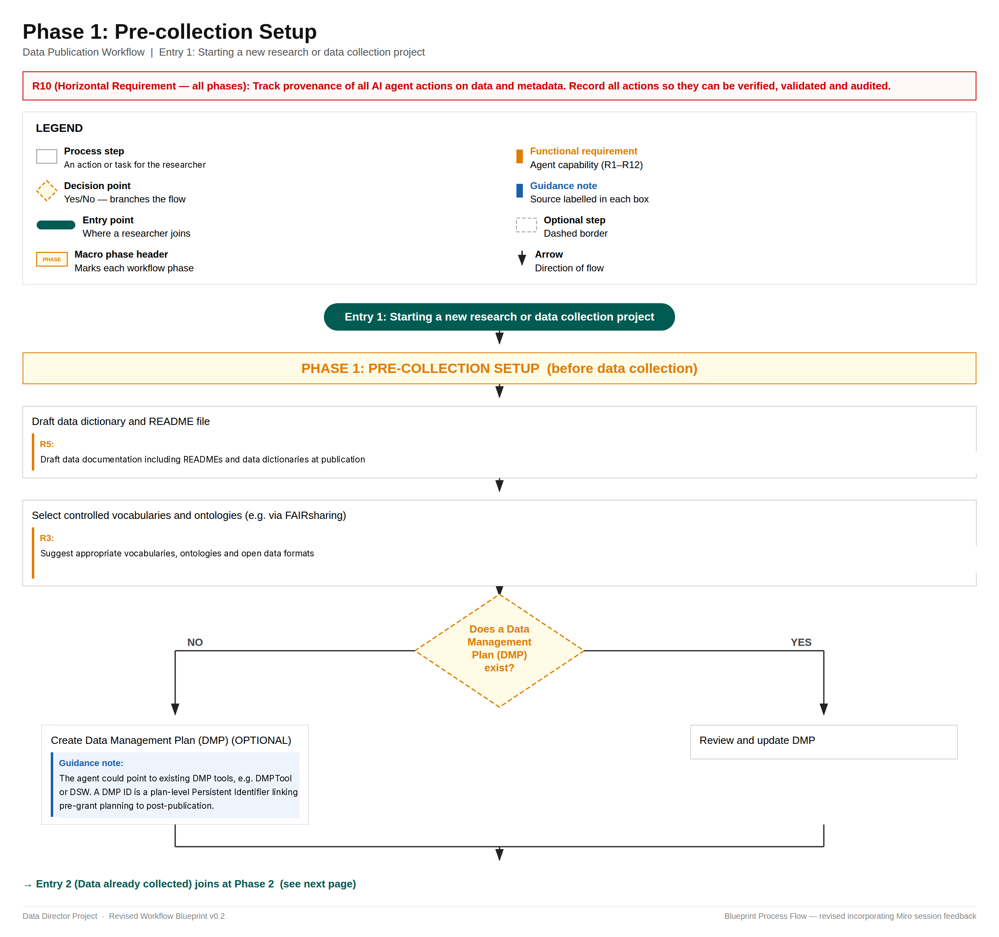 Phase 1: Pre-collection Setup
Data Publication Workflow | Entry 1: Starting a new research or data collection project
R10 (Horizontal Requirement — all phases): Track provenance of all AI agent actions on data and metadata. Record all actions so they can be verified, validated and audited.
LEGEND
Process step
An action or task for the researcher
Decision point
Yes/No — branches the flow
Entry point
Where a researcher joins
PHASE
Macro phase header
Marks each workflow phase
Functional requirement
Agent capability (R1–R12)
Guidance note
Source labelled in each box
Optional step
Dashed border
Arrow
Direction of flow
Entry 1: Starting a new research or data collection project
PHASE 1: PRE-COLLECTION SETUP (before data collection)
Draft data dictionary and README file
R5:
Draft data documentation including READMEs and data dictionaries at publication
Select controlled vocabularies and ontologies (e.g. via FAIRsharing)
R3:
Suggest appropriate vocabularies, ontologies and open data formats
Does a Data
Management
Plan (DMP)
exist?
NO
YES
Create Data Management Plan (DMP) (OPTIONAL)
Guidance note:
The agent could point to existing DMP tools, e.g. DMPTool
or DSW. A DMP ID is a plan-level Persistent Identifier linking
pre-grant planning to post-publication.
Review and update DMP
→ Entry 2 (Data already collected) joins at Phase 2 (see next page)
Data Director Project · Revised Workflow Blueprint v0.2
Blueprint Process Flow — revised incorporating Miro session feedback